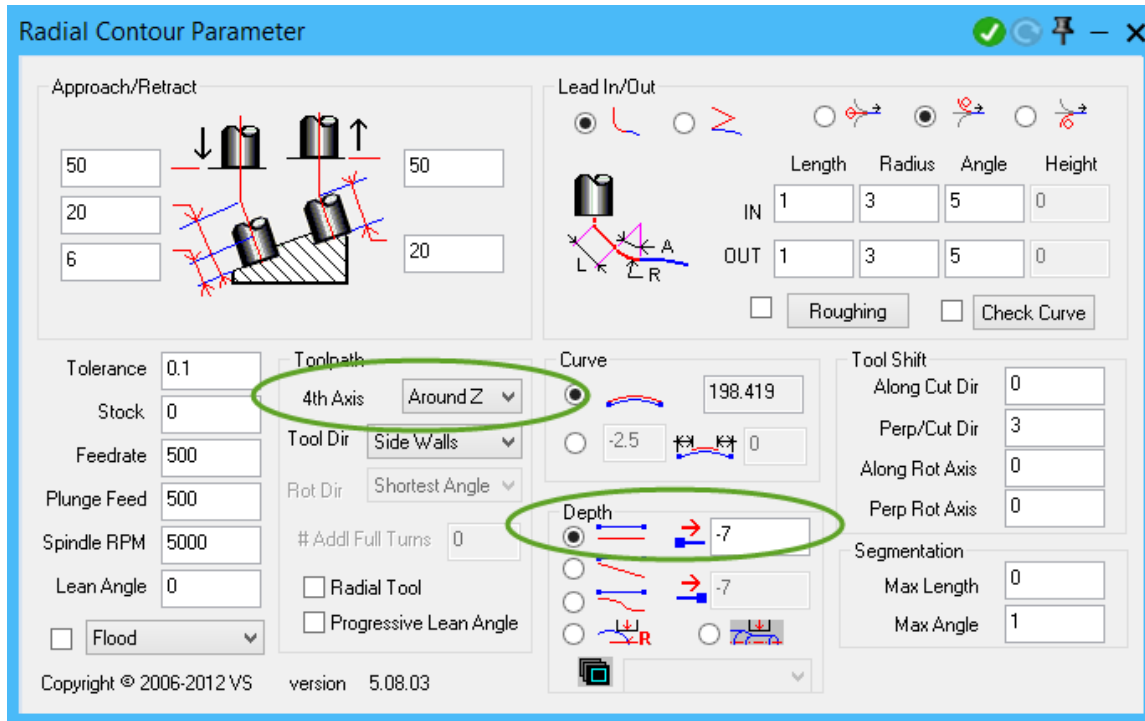 Radial Contour Parameter
Approach/Retract
50
50
20
6
20
Lead In/Out
Length Radius Angle Height
IN 1 3 5 0
OUT 1 3 5 0
A
L
R
Roughing
Check Curve
Tolerance 0.1
Stock 0
Feedrate 500
Plunge Feed 500
Spindle RPM 5000
Lean Angle 0
Flood
Toolpath
4th Axis Around Z
Tool Dir Side Walls
Rot Dir Shortest Angle
# Addl Full Turns 0
Radial Tool
Progressive Lean Angle
Curve
198.419
-2.5 0
Depth
-7
-7
R
Tool Shift
Along Cut Dir 0
Perp/Cut Dir 3
Along Rot Axis 0
Perp Rot Axis 0
Segmentation
Max Length 0
Max Angle 1
Copyright © 2006-2012 VS version 5.08.03